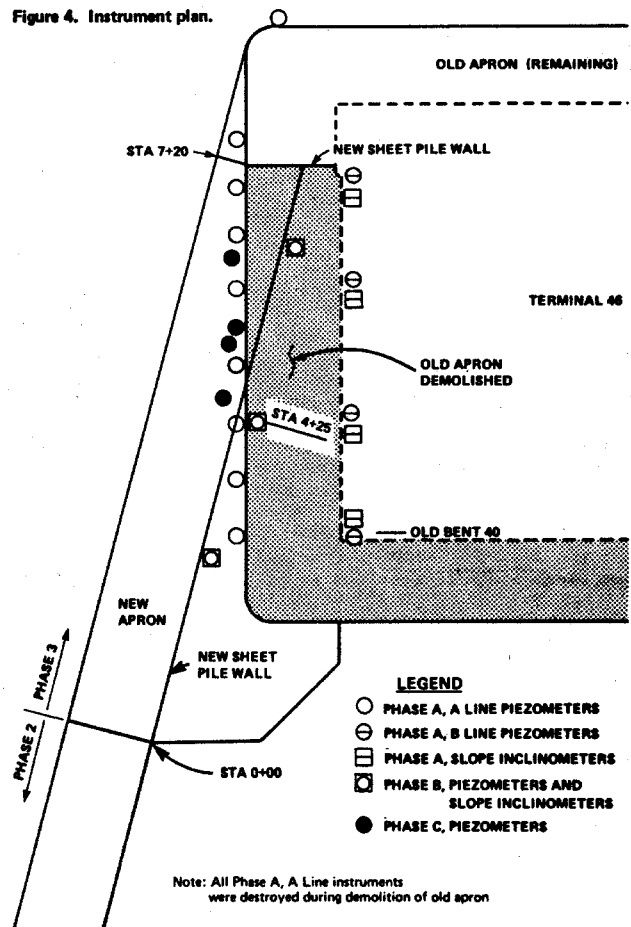 Figure 4. Instrument plan.
OLD APRON (REMAINING)
STA 7+20
NEW SHEET PILE WALL
TERMINAL 46
OLD APRON
DEMOLISHED
STA 4+25
OLD BENT 40
NEW
APRON
NEW SHEET
PILE WALL
PHASE 3
PHASE 2
STA 0+00
LEGEND
PHASE A, A LINE PIEZOMETERS
PHASE A, B LINE PIEZOMETERS
PHASE A, SLOPE INCLINOMETERS
PHASE B, PIEZOMETERS AND
SLOPE INCLINOMETERS
PHASE C, PIEZOMETERS
Note: All Phase A, A Line instruments
were destroyed during demolition of old apron